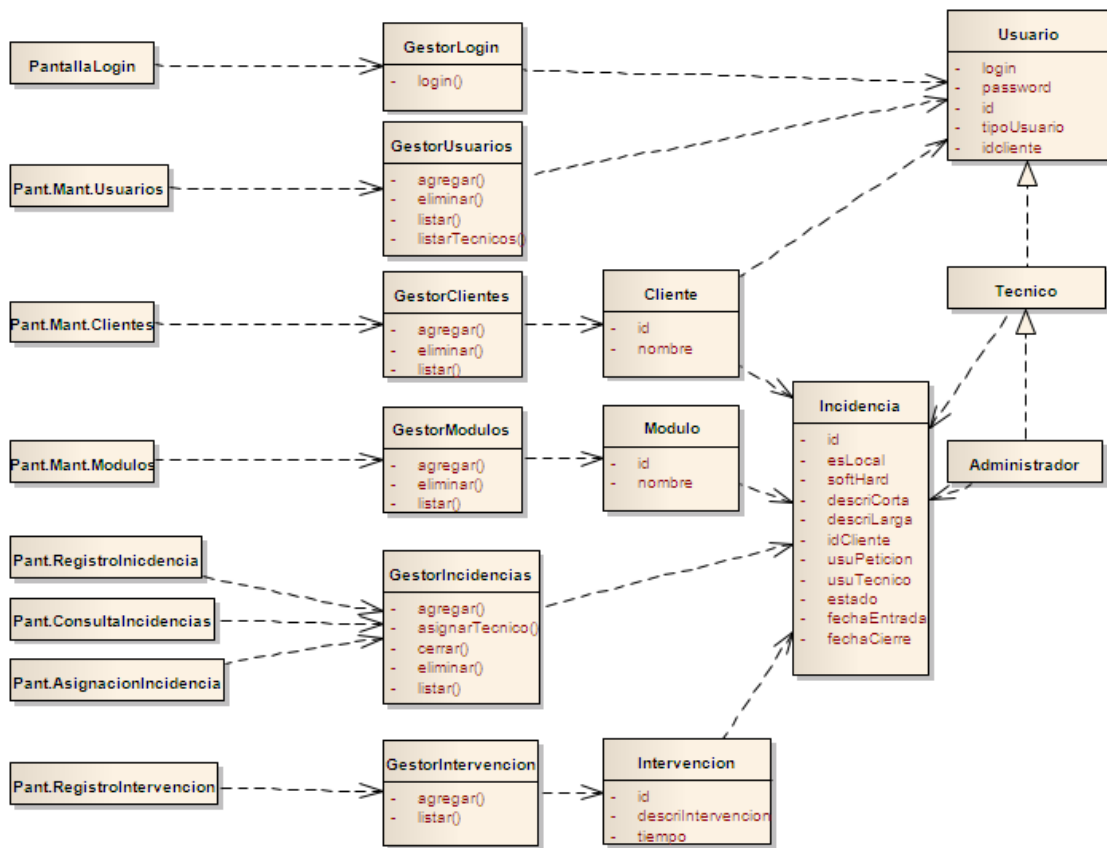 PantallaLogin
GestorLogin
- login()
Usuario
- login
- password
- id
- tipoUsuario
- idcliente
Pant.Mant.Usuarios
GestorUsuarios
- agregar()
- eliminar()
- listar()
- listarTecnicos()
Pant.Mant.Clientes
GestorClientes
- agregar()
- eliminar()
- listar()
Cliente
- id
- nombre
Tecnico
Pant.Mant.Modulos
GestorModulos
- agregar()
- eliminar()
- listar()
Modulo
- id
- nombre
Incidencia
- id
- esLocal
- softHard
- descriCorta
- descriLarga
- idCliente
- usuPeticion
- usuTecnico
- estado
- fechaEntrada
- fechaCierre
Administrador
Pant.RegistroInicdencia
Pant.ConsultaIncidencias
Pant.AsignacionIncidencia
GestorIncidencias
- agregar()
- asignarTecnico()
- cerrar()
- eliminar()
- listar()
Pant.RegistroIntervencion
GestorIntervencion
- agregar()
- listar()
Intervencion
- id
- descriIntervencion
- tiempo